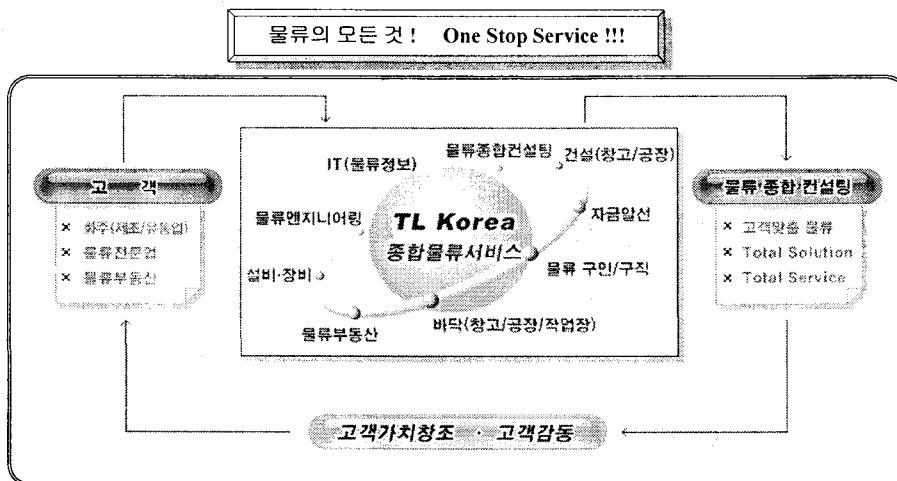 물류의 모든 것 ! One Stop Service !!!
고 객
× 화주(제조/유통업)
× 물류전문업
× 물류부동산
IT(물류정보)
물류종합컨설팅
건설(창고/공장)
물류엔지니어링
TL Korea
종합물류서비스
자금알선
설비·장비
물류 구인/구직
물류부동산
바닥(창고/공장/작업장)
물류 종합 컨설팅
× 고객맞춤 물류
× Total Solution
× Total Service
고객가치창조 · 고객감동